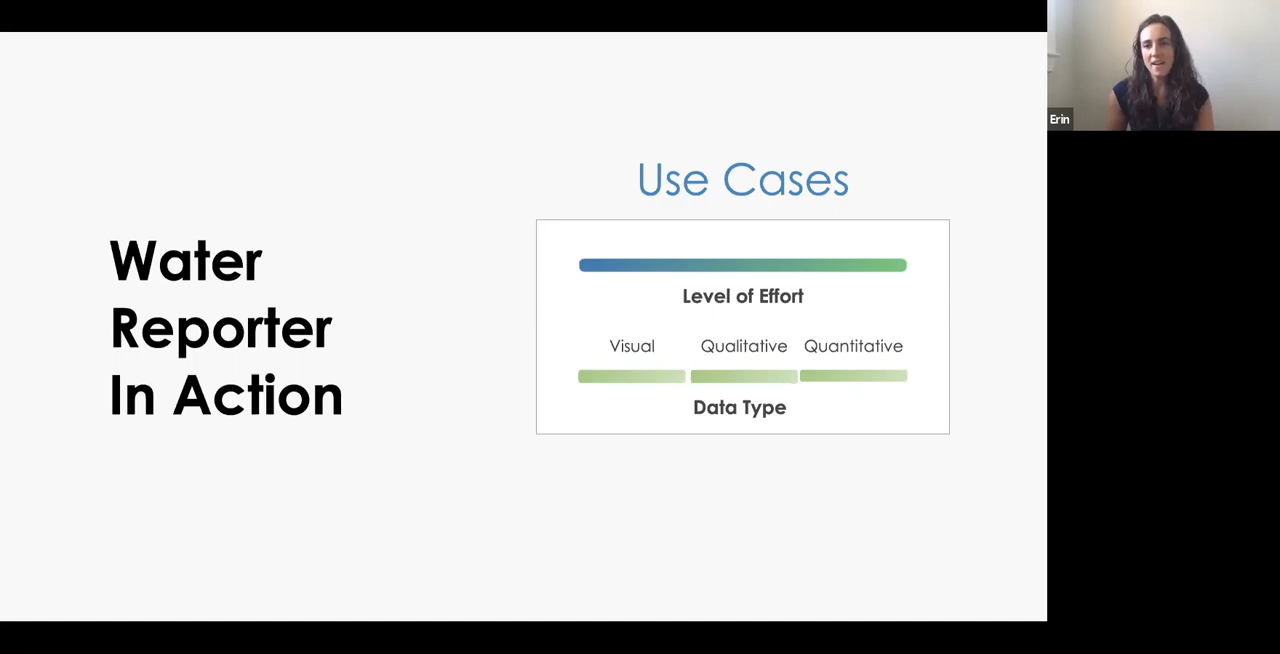 Water
Reporter
In Action
Use Cases
Level of Effort
Visual Qualitative Quantitative
Data Type
Erin